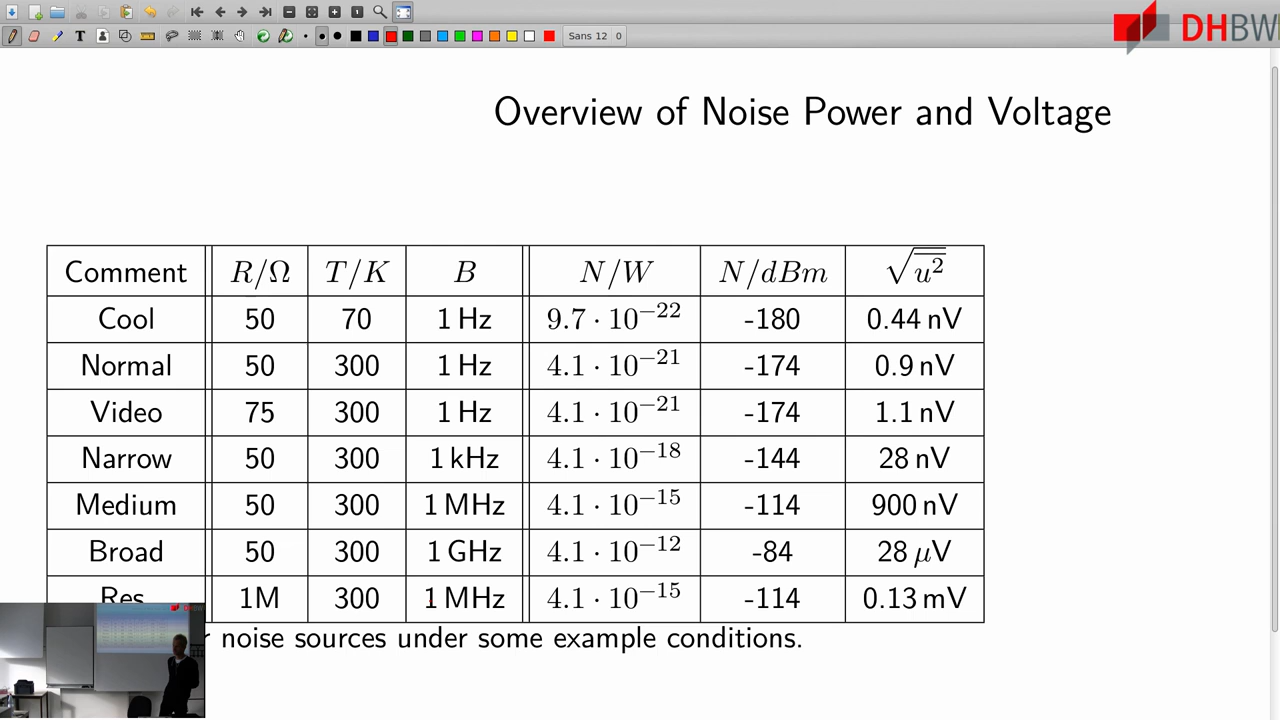 Sans 12 0
DHBW
Overview of Noise Power and Voltage
Comment R/Ω T/K B N/W N/dBm √u²
Cool 50 70 1 Hz 9.7 · 10⁻²² -180 0.44 nV
Normal 50 300 1 Hz 4.1 · 10⁻²¹ -174 0.9 nV
Video 75 300 1 Hz 4.1 · 10⁻²¹ -174 1.1 nV
Narrow 50 300 1 kHz 4.1 · 10⁻¹⁸ -144 28 nV
Medium 50 300 1 MHz 4.1 · 10⁻¹⁵ -114 900 nV
Broad 50 300 1 GHz 4.1 · 10⁻¹² -84 28 μV
Res 1M 300 1 MHz 4.1 · 10⁻¹⁵ -114 0.13 mV
noise sources under some example conditions.